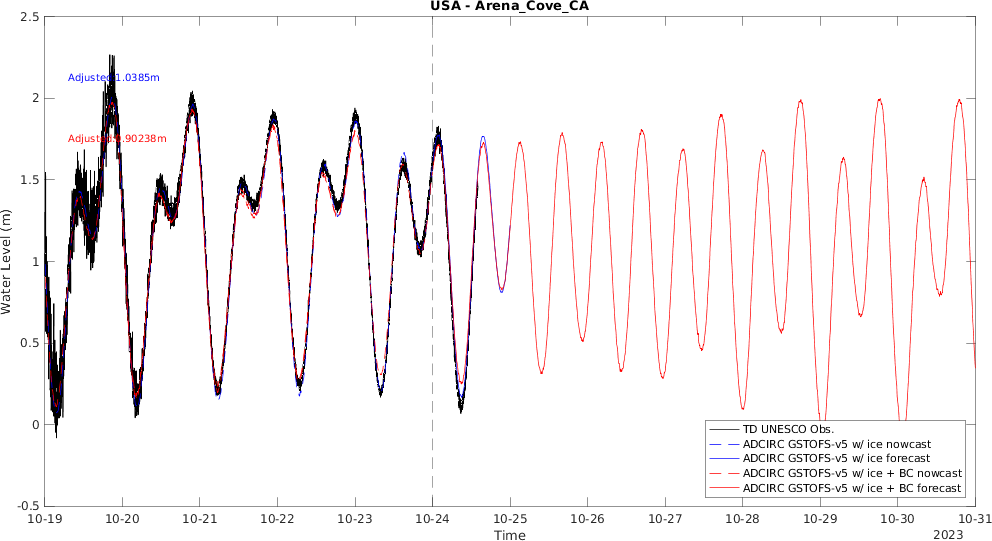 USA - Arena_Cove_CA
2.5
2
1.5
1
0.5
0
-0.5
Water Level (m)
Adjusted 1.0385m
Adjusted 0.90238m
TD UNESCO Obs.
ADCIRC GSTOFS-v5 w/ ice nowcast
ADCIRC GSTOFS-v5 w/ ice forecast
ADCIRC GSTOFS-v5 w/ ice + BC nowcast
ADCIRC GSTOFS-v5 w/ ice + BC forecast
10-19 10-20 10-21 10-22 10-23 10-24 10-25 10-26 10-27 10-28 10-29 10-30 10-31
Time
2023